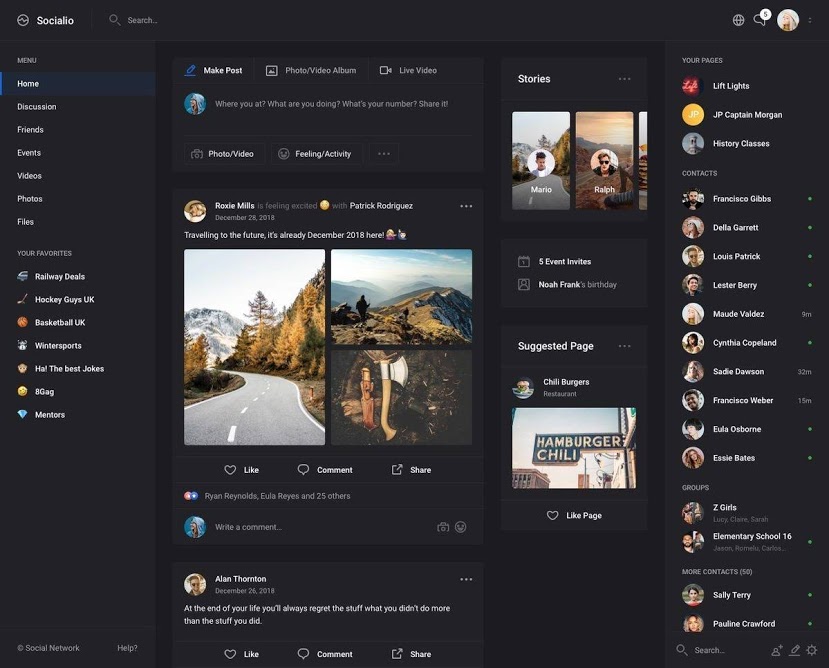 Socialio
Search...
5
MENU
Home
Discussion
Friends
Events
Videos
Photos
Files
YOUR FAVORITES
Railway Deals
Hockey Guys UK
Basketball UK
Wintersports
Ha! The best Jokes
8Gag
Mentors
© Social Network
Help?
Make Post
Photo/Video Album
Live Video
Where you at? What are you doing? What's your number? Share it!
Photo/Video
Feeling/Activity
Roxie Mills is feeling excited with Patrick Rodriguez
December 28, 2018
Travelling to the future, it's already December 2018 here!
Like
Comment
Share
Ryan Reynolds, Eula Reyes and 25 others
Write a comment...
Alan Thornton
December 26, 2018
At the end of your life you'll always regret the stuff what you didn't do more
than the stuff you did.
Like
Comment
Share
Stories
Mario
Ralph
5 Event Invites
Noah Frank's birthday
Suggested Page
Chili Burgers
Restaurant
HAMBURGER
CHILI
Like Page
YOUR PAGES
Lift Lights
JP
JP Captain Morgan
History Classes
CONTACTS
Francisco Gibbs
Della Garrett
Louis Patrick
Lester Berry
Maude Valdez
9m
Cynthia Copeland
Sadie Dawson
32m
Francisco Weber
15m
Eula Osborne
Essie Bates
GROUPS
Z Girls
Lucy, Claire, Sarah
Elementary School 16
Jason, Romelu, Carlos...
MORE CONTACTS (50)
Sally Terry
Pauline Crawford
Search...